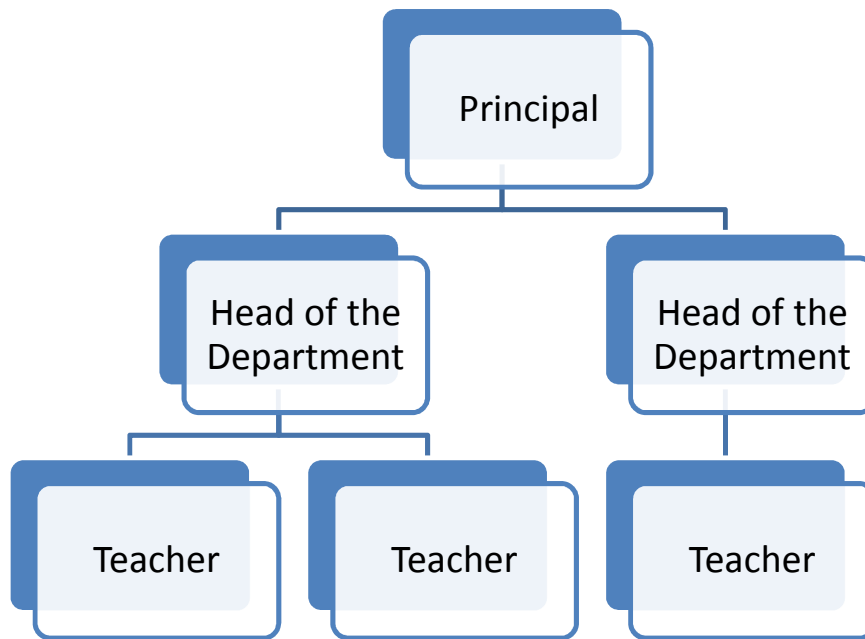 Principal
Head of the
Department
Head of the
Department
Teacher
Teacher
Teacher